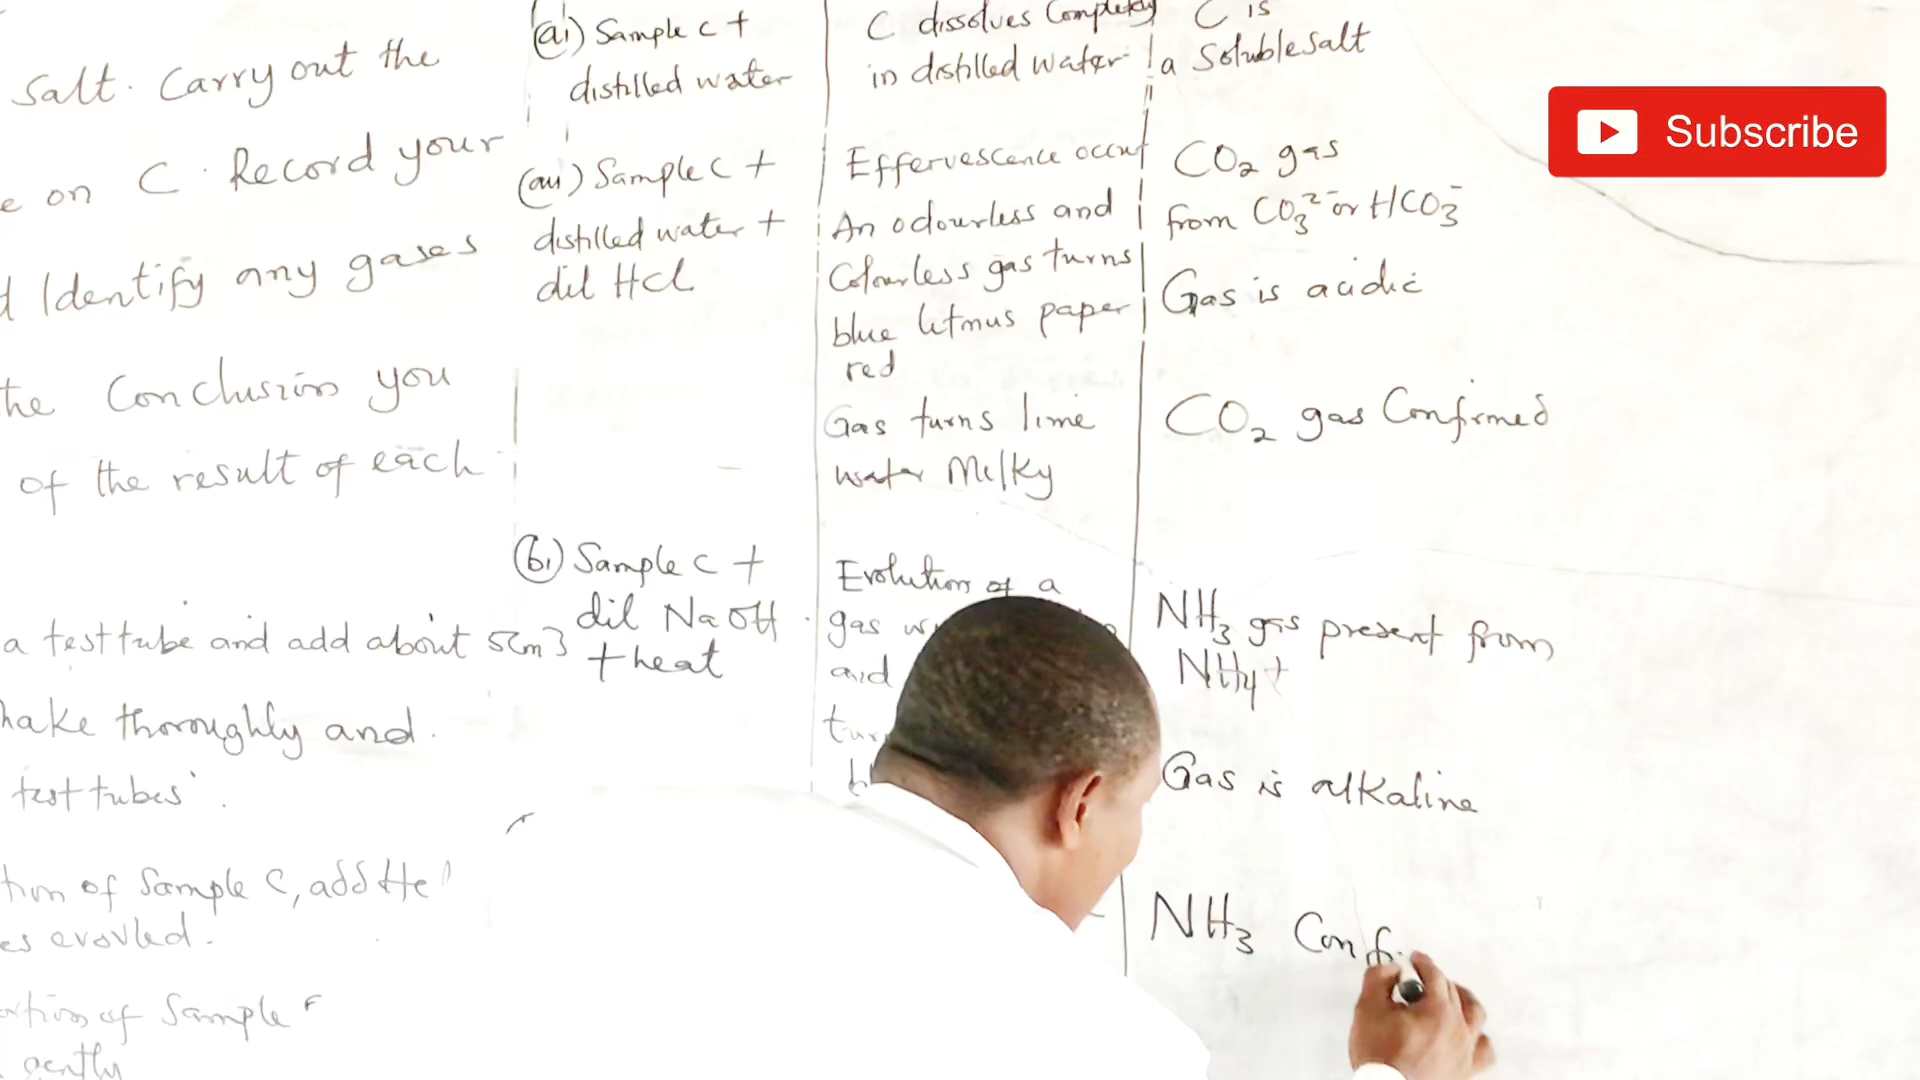 Salt. Carry out the
e on C. Record your
d Identify any gases
the Conclusion you
of the result of each
a test tube and add about 5cm3
hake thoroughly and.
test tubes'.
tion of Sample C, add He
es evovled.
of Sample
gently
(ai) Sample C +
distilled water
(aii) Sample C +
distilled water +
dil HCl
(bi) Sample C +
dil NaOH
+ heat
C dissolves Completely
in distilled water
Effervescence occur
An odourless and
Colourless gas turns
blue litmus paper
red
Gas turns lime
water Milky
Evolution of a
gas
and
C is
a Soluble Salt
CO2 gas
from CO3 2- or HCO3-
Gas is acidic
CO2 gas Confirmed
NH3 gas present from
NH4+
Gas is alkaline
NH3 Conf
Subscribe